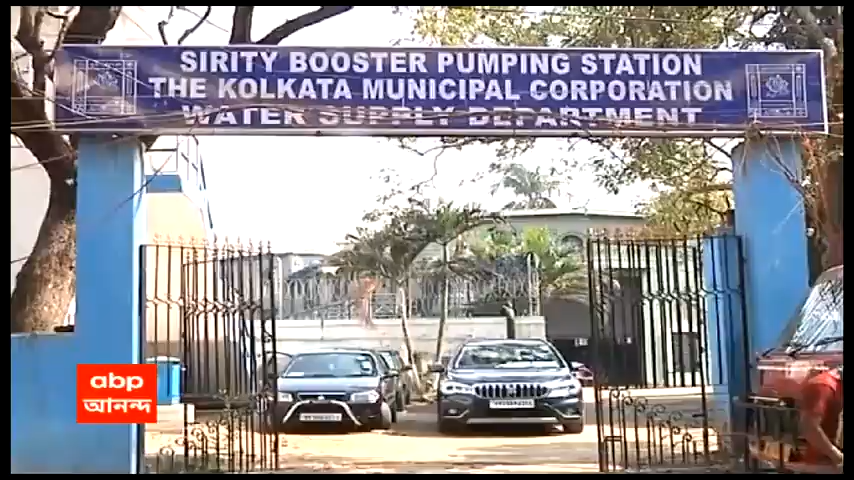 SIRITY BOOSTER PUMPING STATION
THE KOLKATA MUNICIPAL CORPORATION
WATER SUPPLY DEPARTMENT
abp
আনন্দ